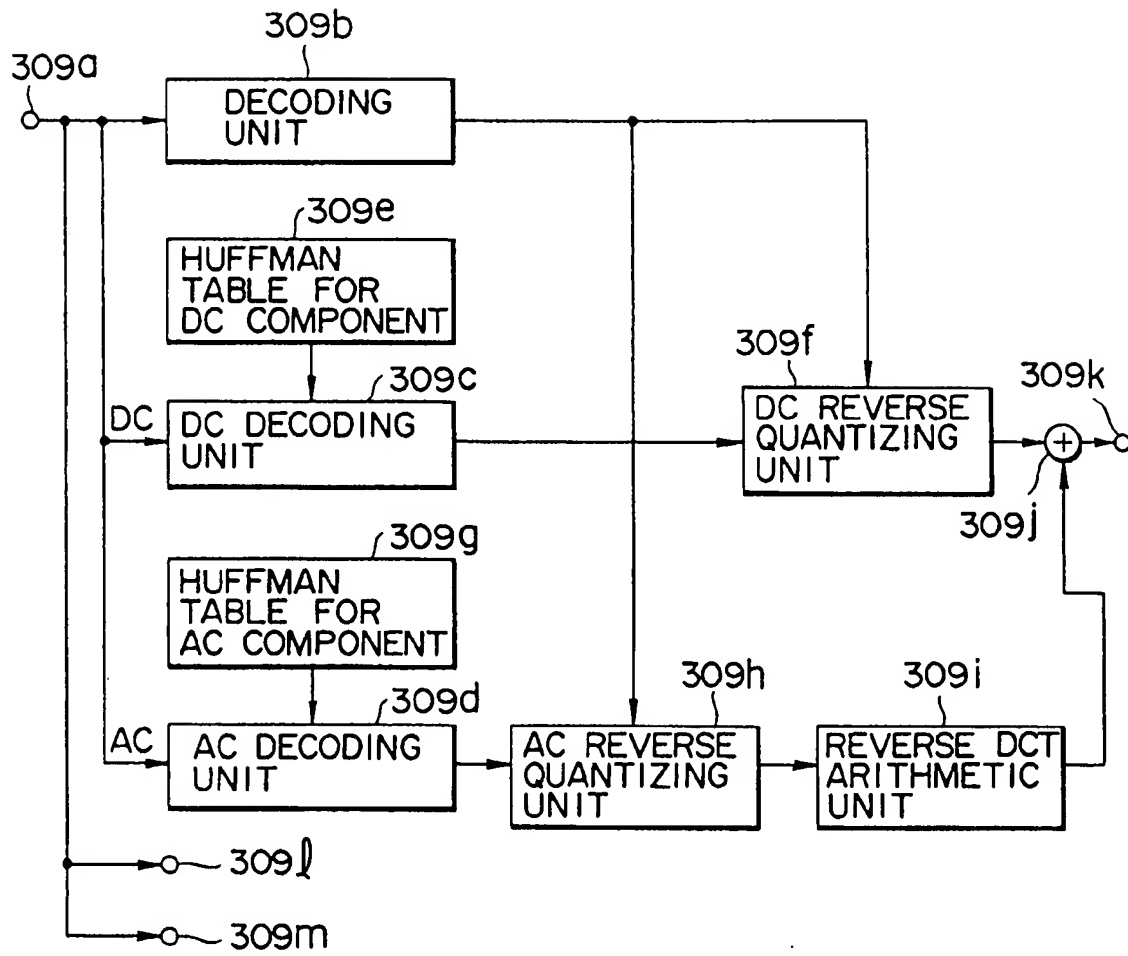 309b
309a
DECODING
UNIT
309e
HUFFMAN
TABLE FOR
DC COMPONENT
309f
309k
309c
DC
DC DECODING
UNIT
DC REVERSE
QUANTIZING
UNIT
+
309j
309g
HUFFMAN
TABLE FOR
AC COMPONENT
309d
309h
309i
AC
AC DECODING
UNIT
AC REVERSE
QUANTIZING
UNIT
REVERSE DCT
ARITHMETIC
UNIT
309l
309m